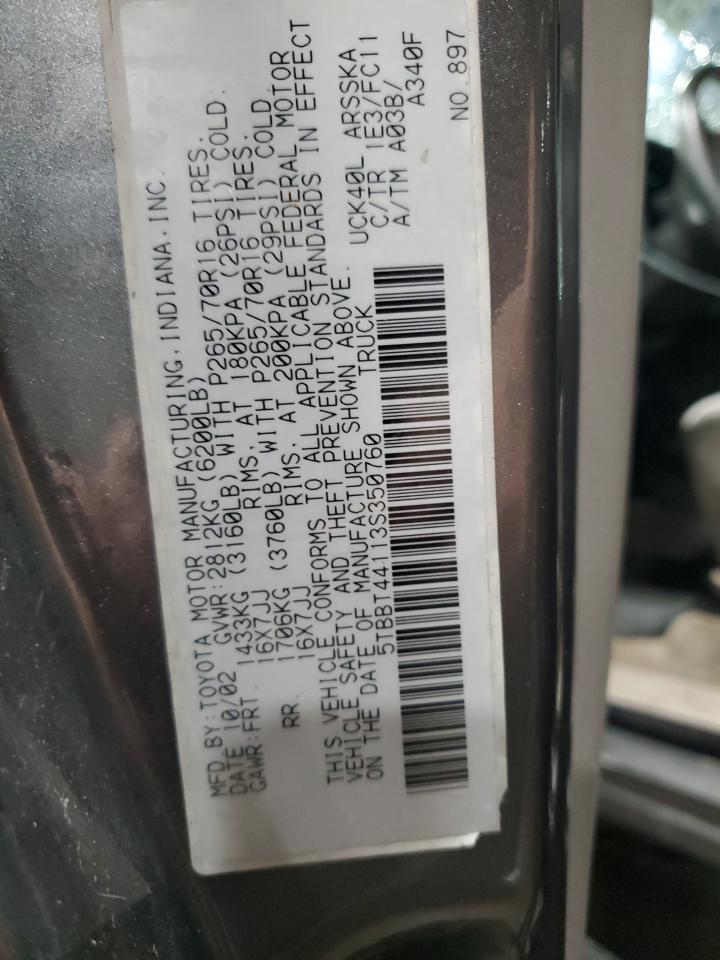 MFD BY:TOYOTA MOTOR MANUFACTURING,INDIANA,INC.
DATE 10/02 GVWR:2812KG (6200LB)
GAWR:FRT. 1433KG (3160LB) WITH P265/70R16 TIRES.
16X7JJ RIMS, AT 180KPA (26PSI) COLD.
RR 1706KG (3760LB) WITH P265/70R16 TIRES.
16X7JJ RIMS, AT 200KPA (29PSI) COLD.
THIS VEHICLE CONFORMS TO ALL APPLICABLE FEDERAL MOTOR
VEHICLE SAFETY AND THEFT PREVENTION STANDARDS IN EFFECT
ON THE DATE OF MANUFACTURE SHOWN ABOVE.
5TBBT44113S350760 TRUCK
UCK40L ARSSKA
C/TR 1E3/FC11
A/TM A03B/
A340F
NO. 897